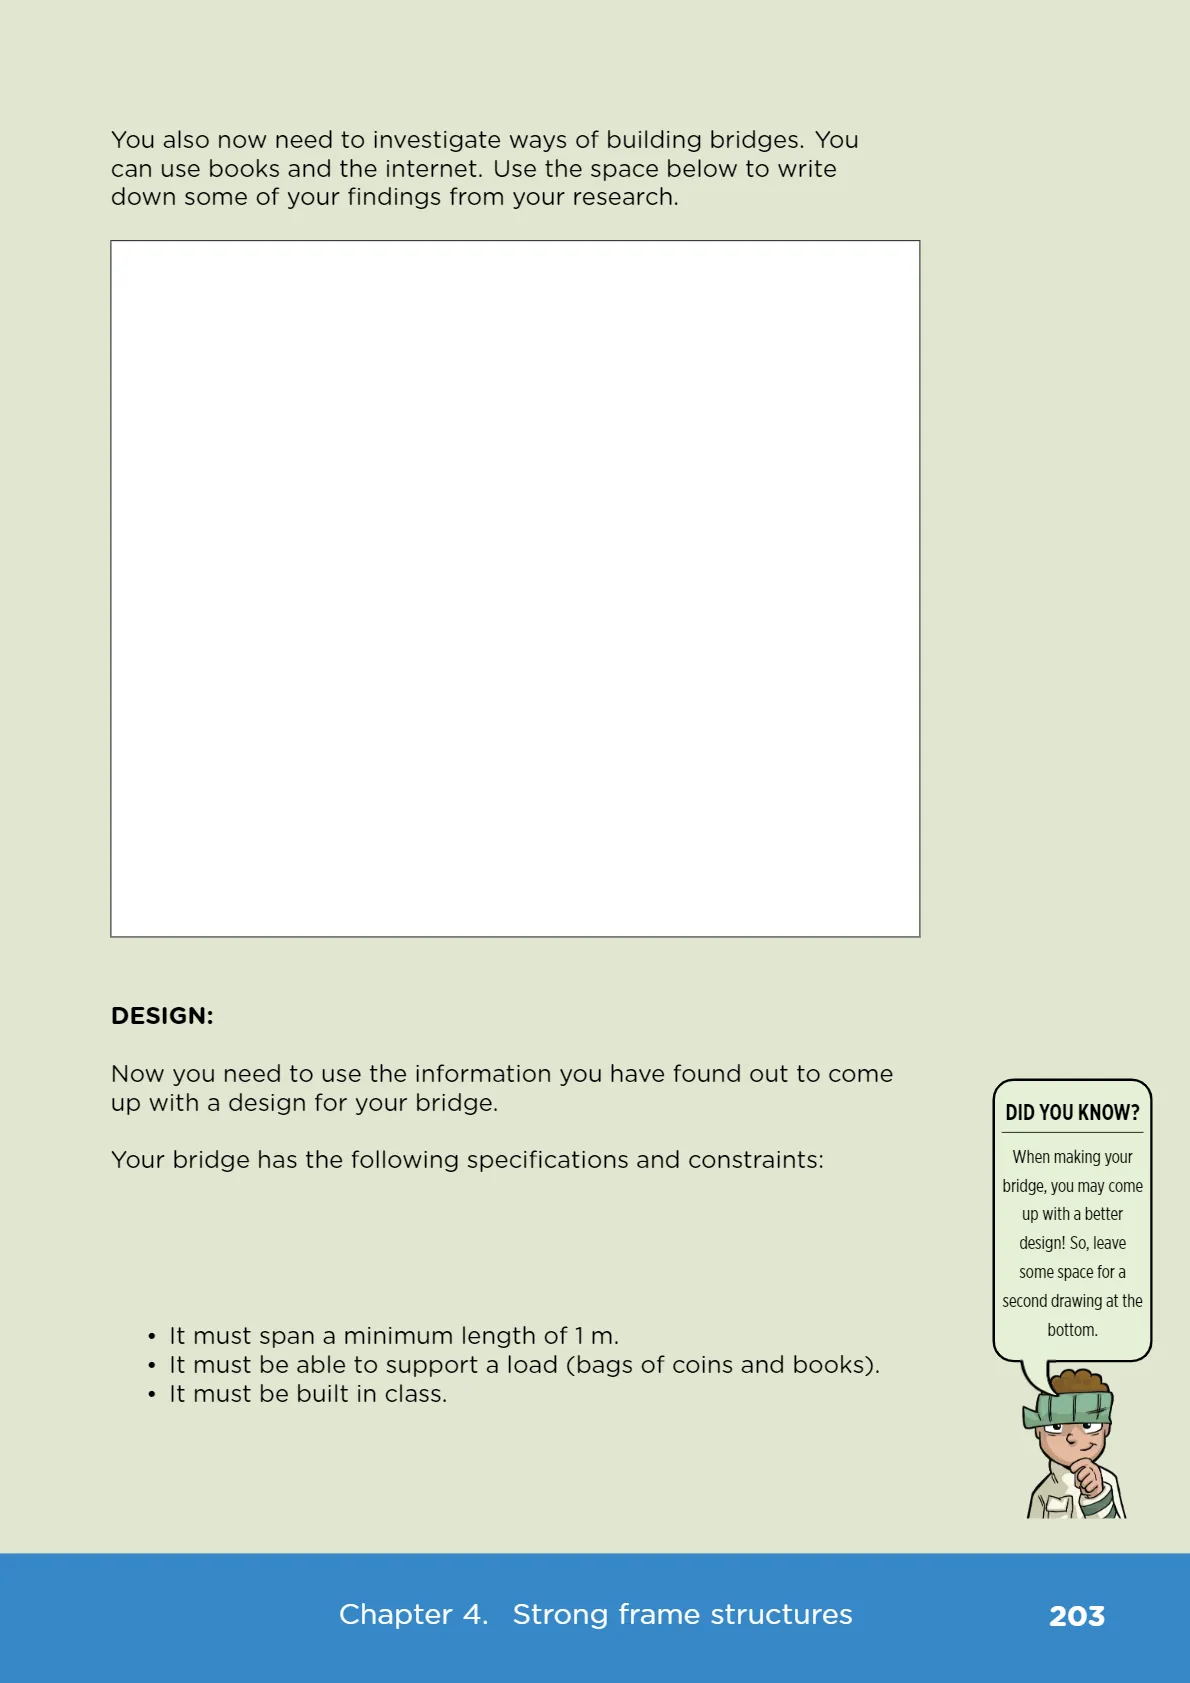 You also now need to investigate ways of building bridges. You
can use books and the internet. Use the space below to write
down some of your findings from your research.
DESIGN:
Now you need to use the information you have found out to come
up with a design for your bridge.
Your bridge has the following specifications and constraints:
• It must span a minimum length of 1 m.
• It must be able to support a load (bags of coins and books).
• It must be built in class.
DID YOU KNOW?
When making your
bridge, you may come
up with a better
design! So, leave
some space for a
second drawing at the
bottom.
Chapter 4. Strong frame structures
203